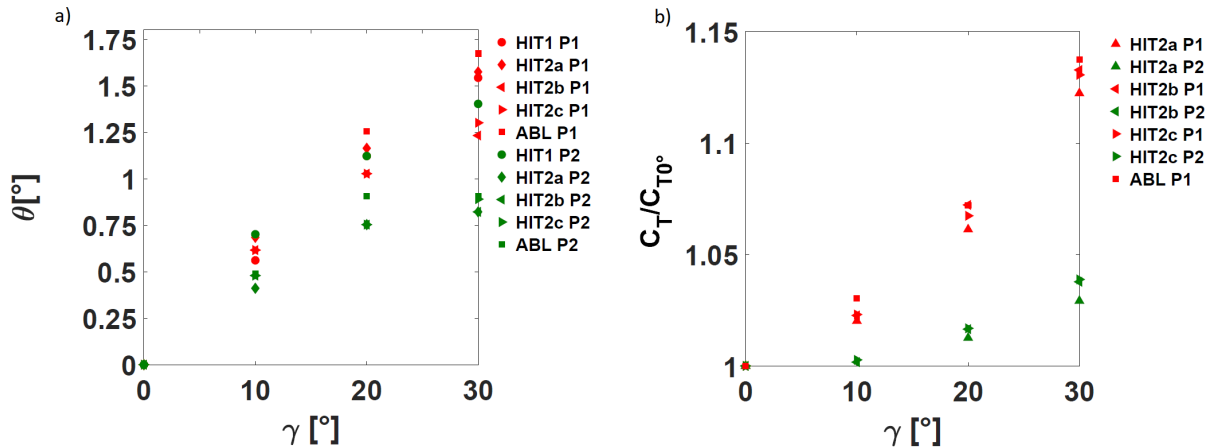 a)
1.75
1.5
1.25
1
0.75
0.5
0.25
0
θ[°]
0 10 20 30
γ [°]
HIT1 P1
HIT2a P1
HIT2b P1
HIT2c P1
ABL P1
HIT1 P2
HIT2a P2
HIT2b P2
HIT2c P2
ABL P2
b)
1.15
1.1
1.05
1
C_T/C_T0°
0 10 20 30
γ [°]
HIT2a P1
HIT2a P2
HIT2b P1
HIT2b P2
HIT2c P1
HIT2c P2
ABL P1